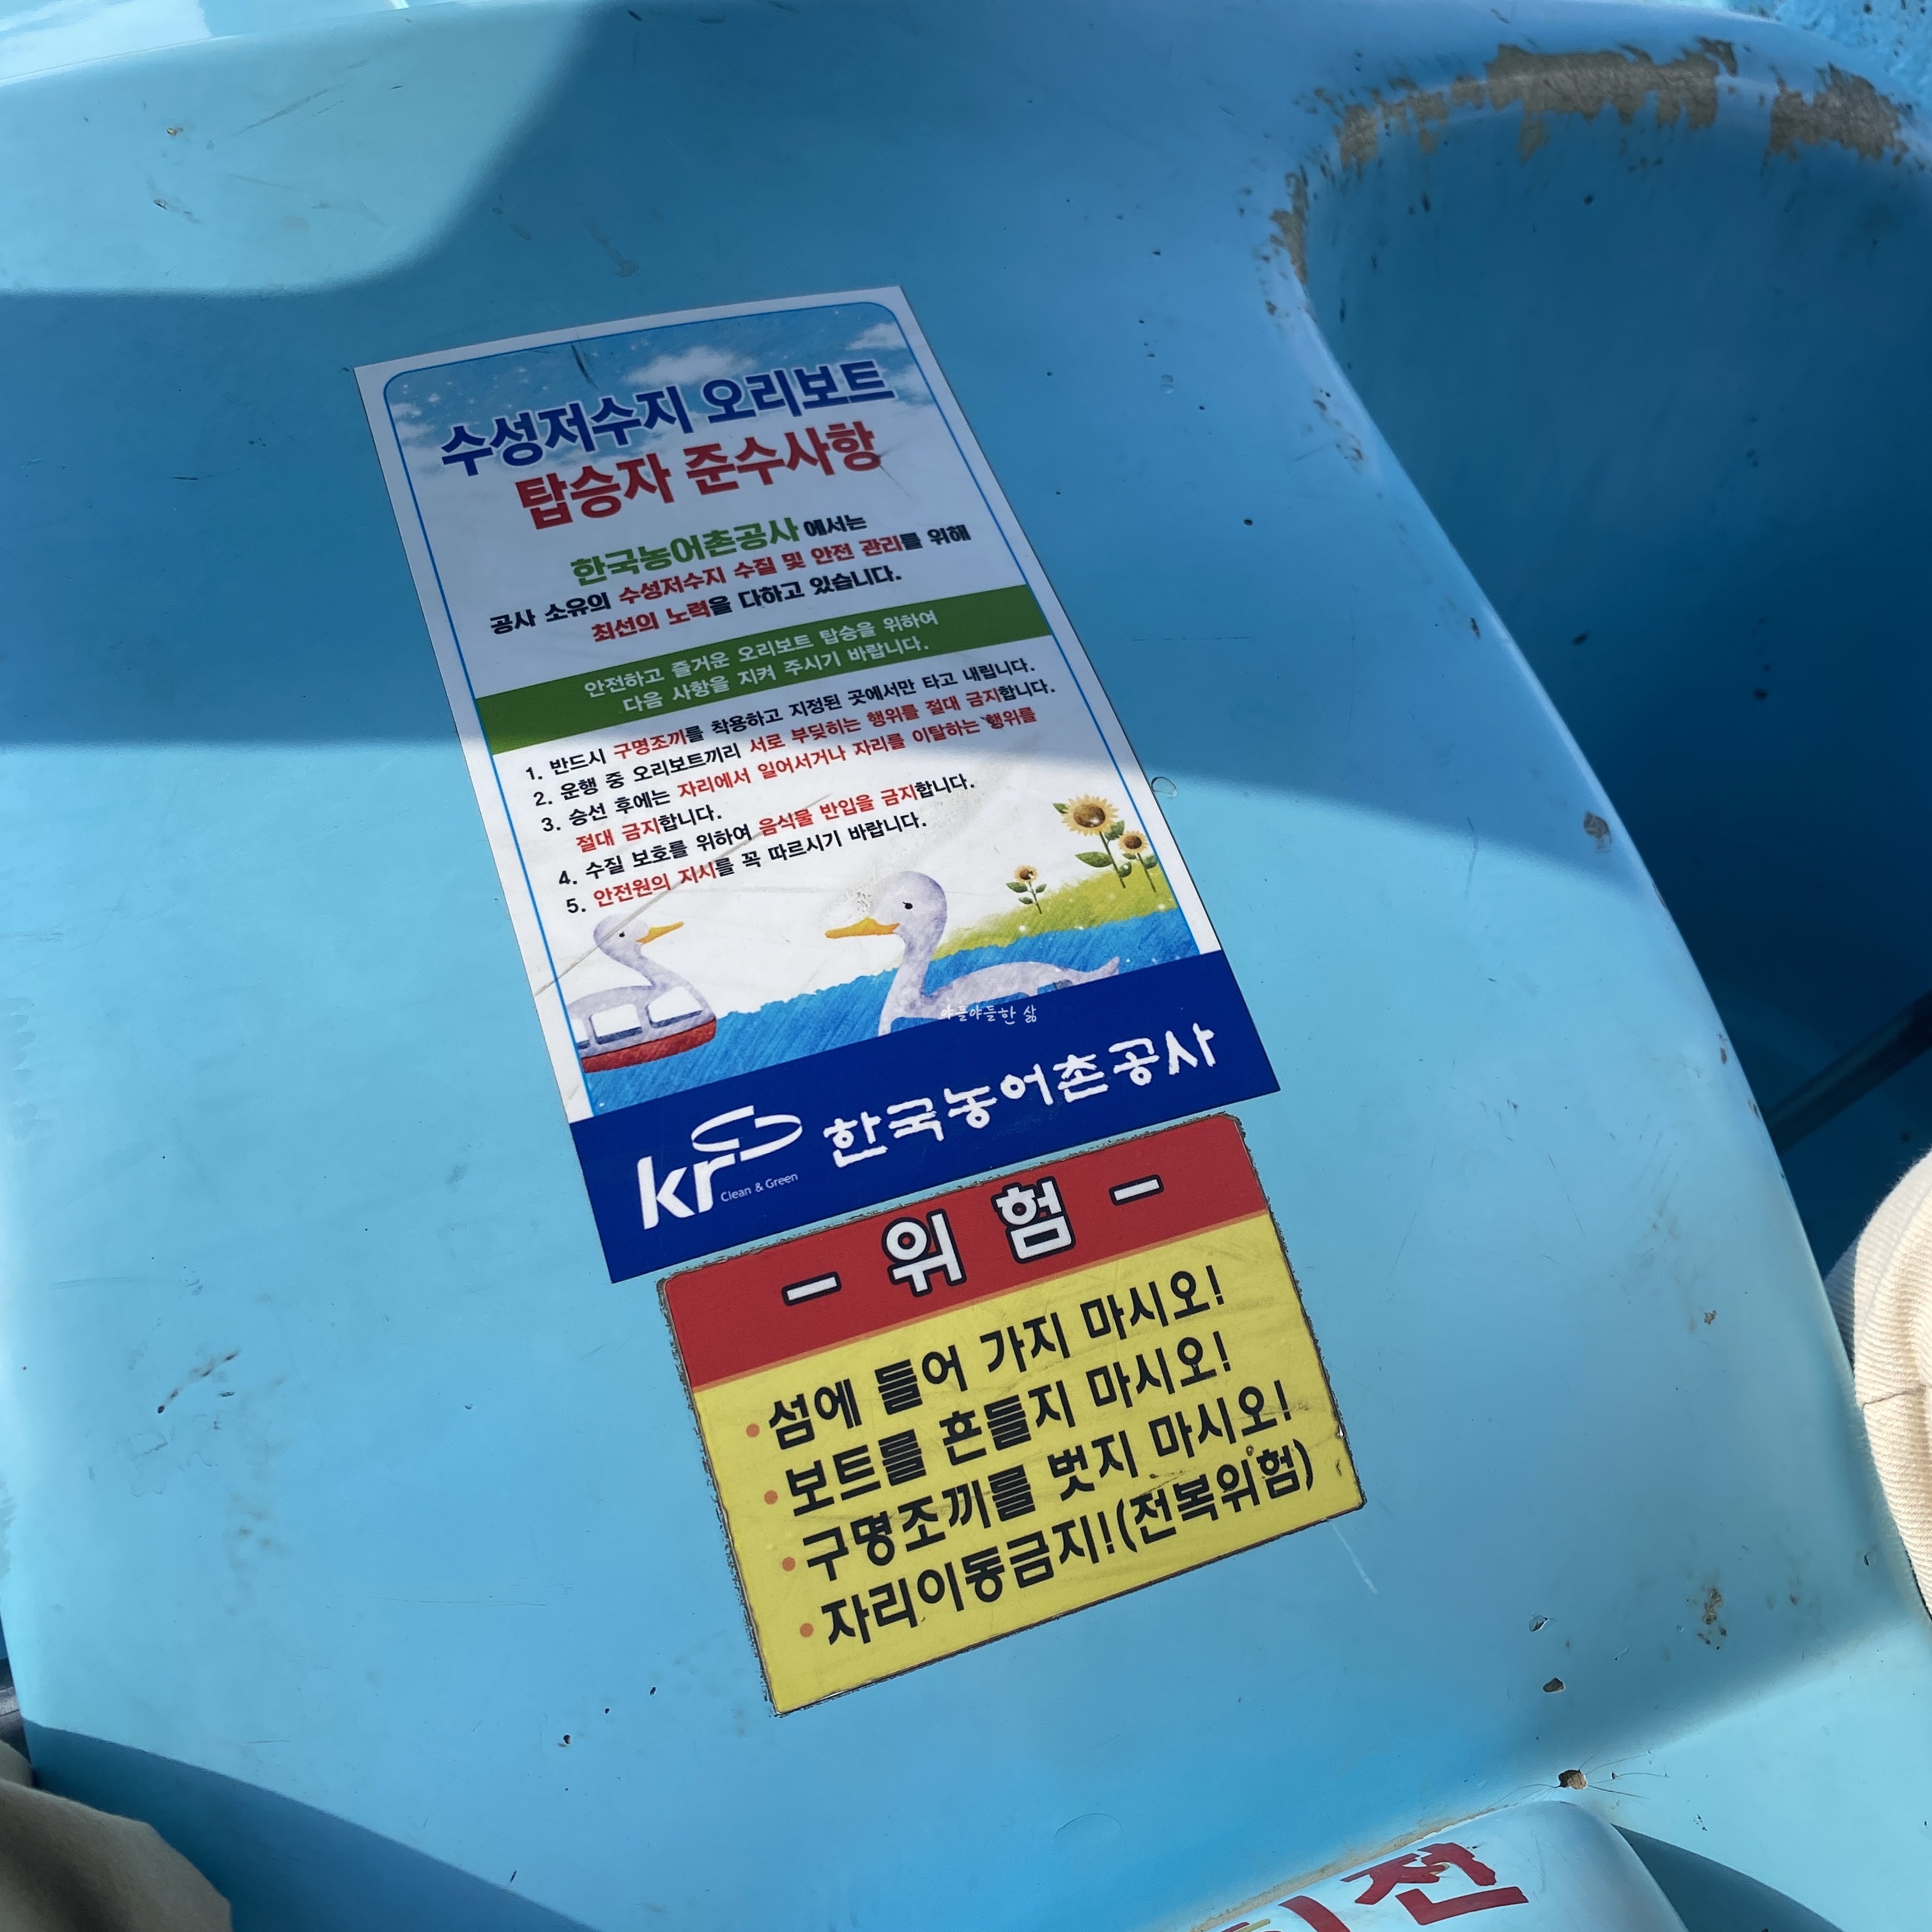 수성저수지 오리보트
탑승자 준수사항
한국농어촌공사에서는
공사 소유의 수성저수지 수질 및 안전 관리를 위해
최선의 노력을 다하고 있습니다.
안전하고 즐거운 오리보트 탑승을 위하여
다음 사항을 지켜 주시기 바랍니다.
1. 반드시 구명조끼를 착용하고 지정된 곳에서만 타고 내립니다.
2. 운행 중 오리보트끼리 서로 부딪히는 행위를 절대 금지합니다.
3. 승선 후에는 자리에서 일어서거나 자리를 이탈하는 행위를
절대 금지합니다.
4. 수질 보호를 위하여 음식물 반입을 금지합니다.
5. 안전원의 지시를 꼭 따르시기 바랍니다.
야들야들한 삶
kr Clean & Green 한국농어촌공사
- 위 험 -
• 섬에 들어 가지 마시오!
• 보트를 흔들지 마시오!
• 구명조끼를 벗지 마시오!
• 자리이동금지!(전복위험)
전